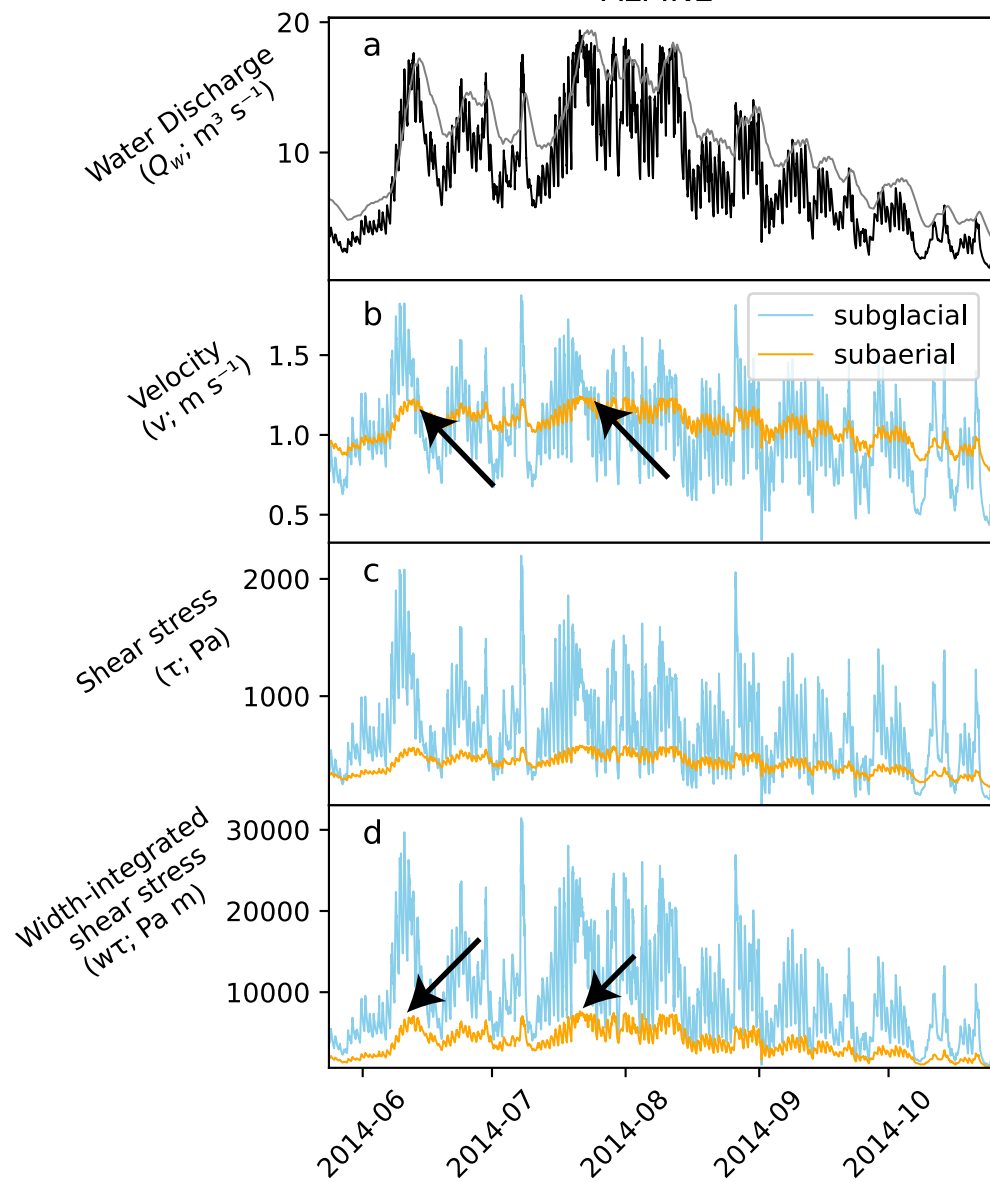 20
a
10
Water Discharge
(Qw; m³ s⁻¹)
b
subglacial
subaerial
1.5
1.0
0.5
Velocity
(v; m s⁻¹)
c
2000
1000
Shear stress
(τ; Pa)
d
30000
20000
10000
Width-integrated
shear stress
(wτ; Pa m)
2014-06
2014-07
2014-08
2014-09
2014-10